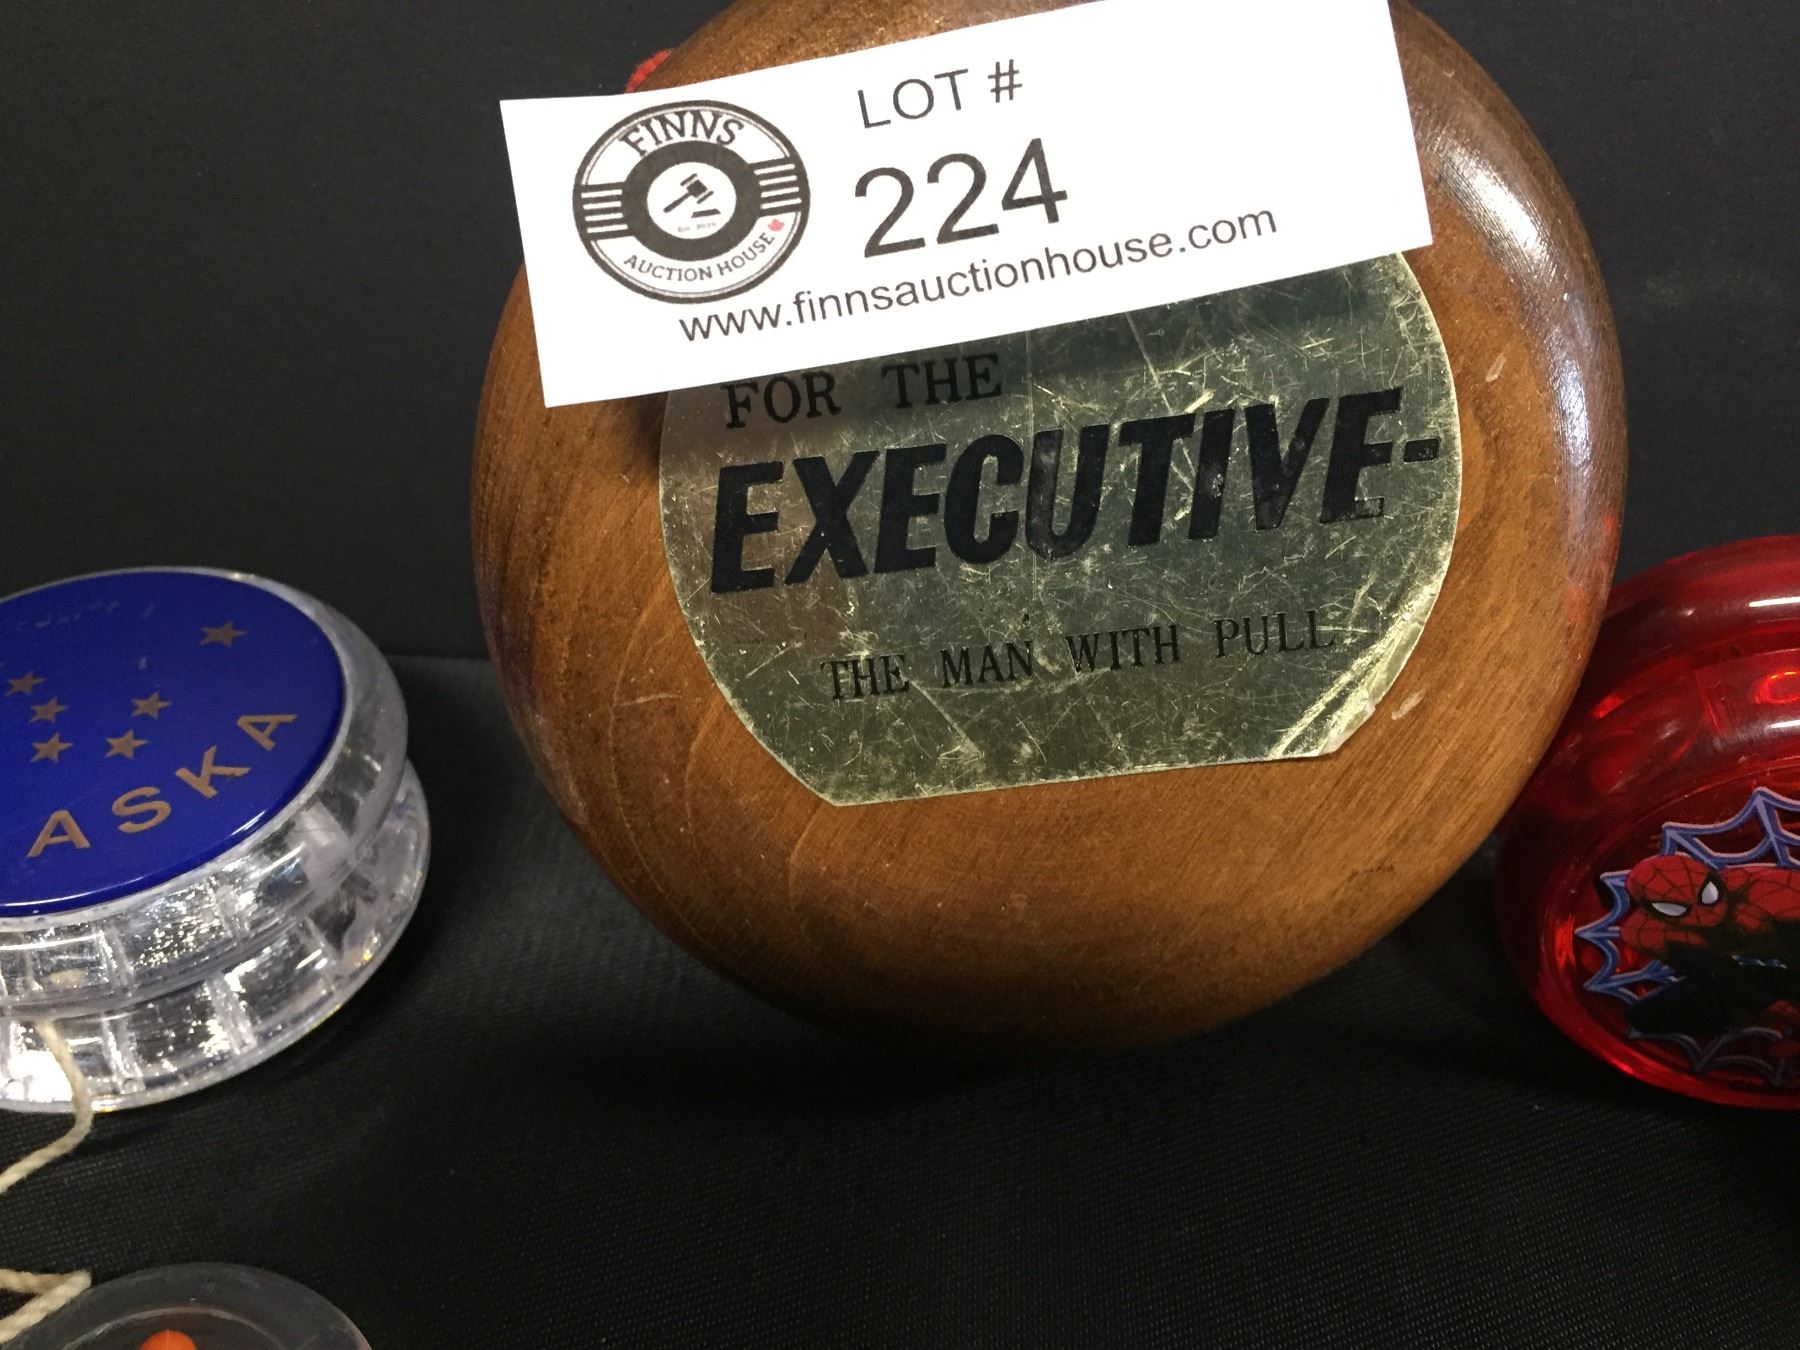 LOT #
FINNS
224
AUCTION HOUSE
www.finnsauctionhouse.com
FOR THE
EXECUTIVE-
THE MAN WITH PULL
ASKA